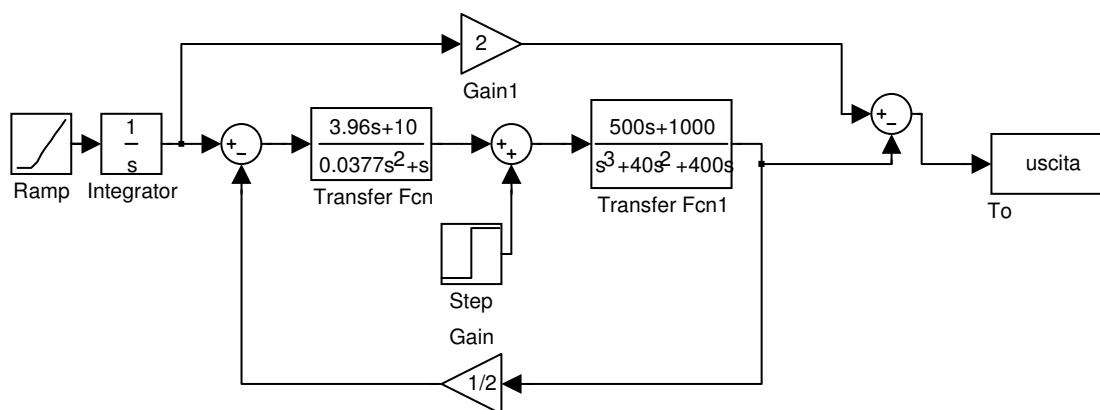 2
Gain1
Ramp
1
s
Integrator
+
-
3.96s+10
0.0377s2+s
Transfer Fcn
+
+
500s+1000
s3+40s2+400s
Transfer Fcn1
+
-
uscita
To
Step
Gain
1/2